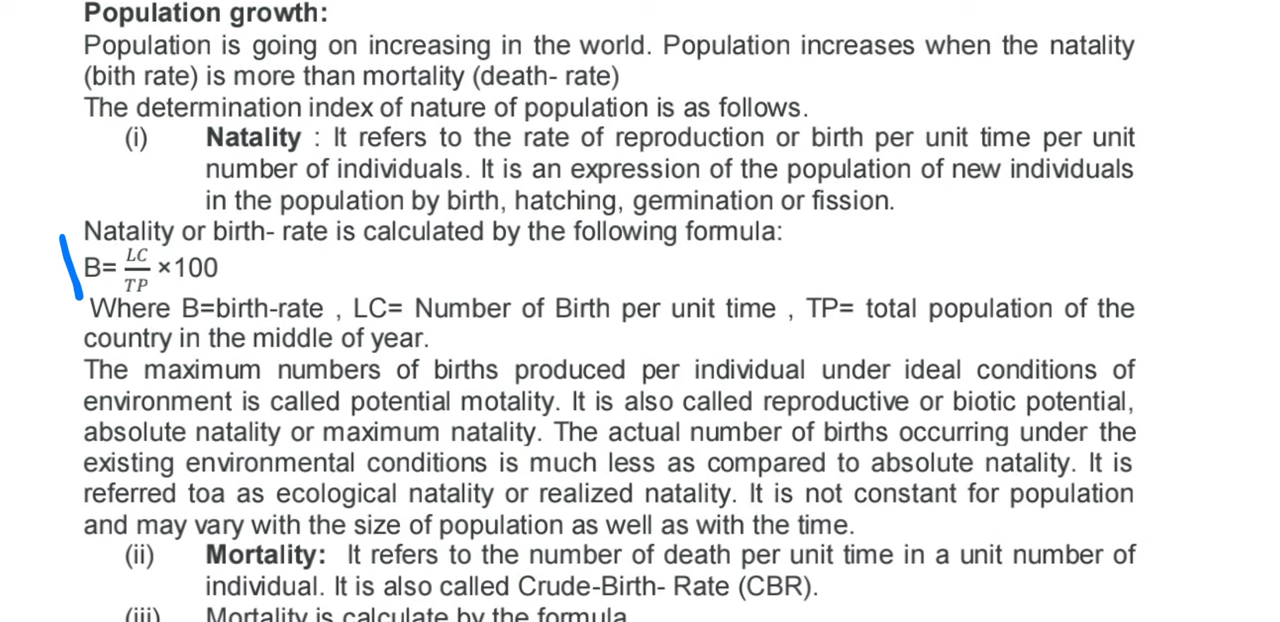 Population growth:
Population is going on increasing in the world. Population increases when the natality
(bith rate) is more than mortality (death- rate)
The determination index of nature of population is as follows.
(i) Natality : It refers to the rate of reproduction or birth per unit time per unit
number of individuals. It is an expression of the population of new individuals
in the population by birth, hatching, germination or fission.
Natality or birth- rate is calculated by the following formula:
B= LC/TP ×100
Where B=birth-rate , LC= Number of Birth per unit time , TP= total population of the
country in the middle of year.
The maximum numbers of births produced per individual under ideal conditions of
environment is called potential motality. It is also called reproductive or biotic potential,
absolute natality or maximum natality. The actual number of births occurring under the
existing environmental conditions is much less as compared to absolute natality. It is
referred toa as ecological natality or realized natality. It is not constant for population
and may vary with the size of population as well as with the time.
(ii) Mortality: It refers to the number of death per unit time in a unit number of
individual. It is also called Crude-Birth- Rate (CBR).
(iii) Mortality is calculate by the formula